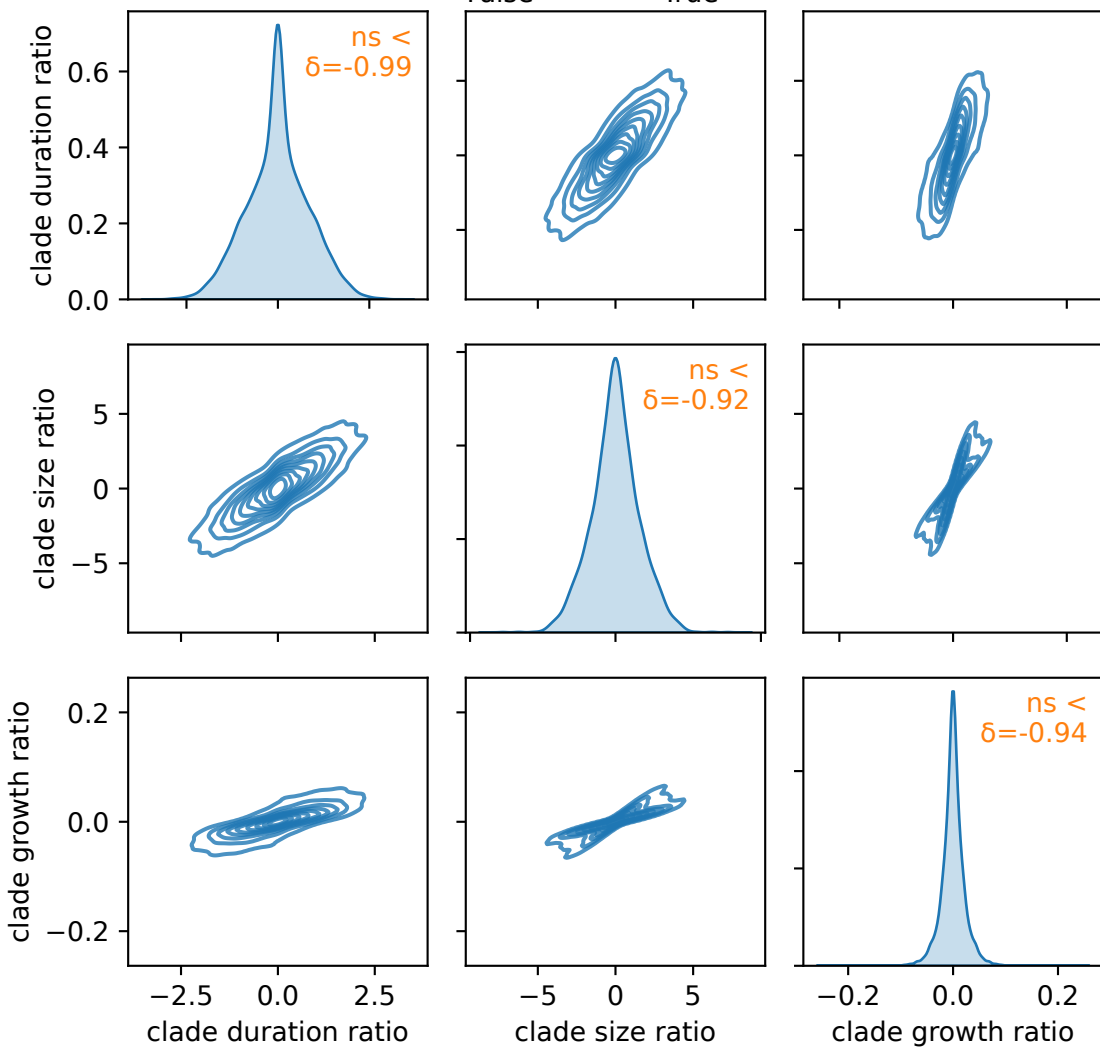 True
clade duration ratio
0.6
0.4
0.2
0.0
ns <
δ=-0.99
clade size ratio
5
0
−5
ns <
δ=-0.92
clade growth ratio
0.2
0.0
−0.2
ns <
δ=-0.94
−2.5 0.0 2.5
−5 0 5
−0.2 0.0 0.2
clade duration ratio
clade size ratio
clade growth ratio